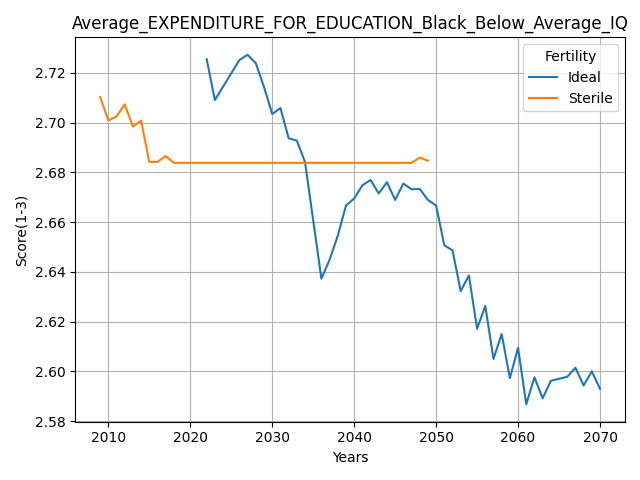 Average_EXPENDITURE_FOR_EDUCATION_Black_Below_Average_IQ
Fertility
Ideal
Sterile
Score(1-3)
2.72
2.70
2.68
2.66
2.64
2.62
2.60
2.58
2010 2020 2030 2040 2050 2060 2070
Years